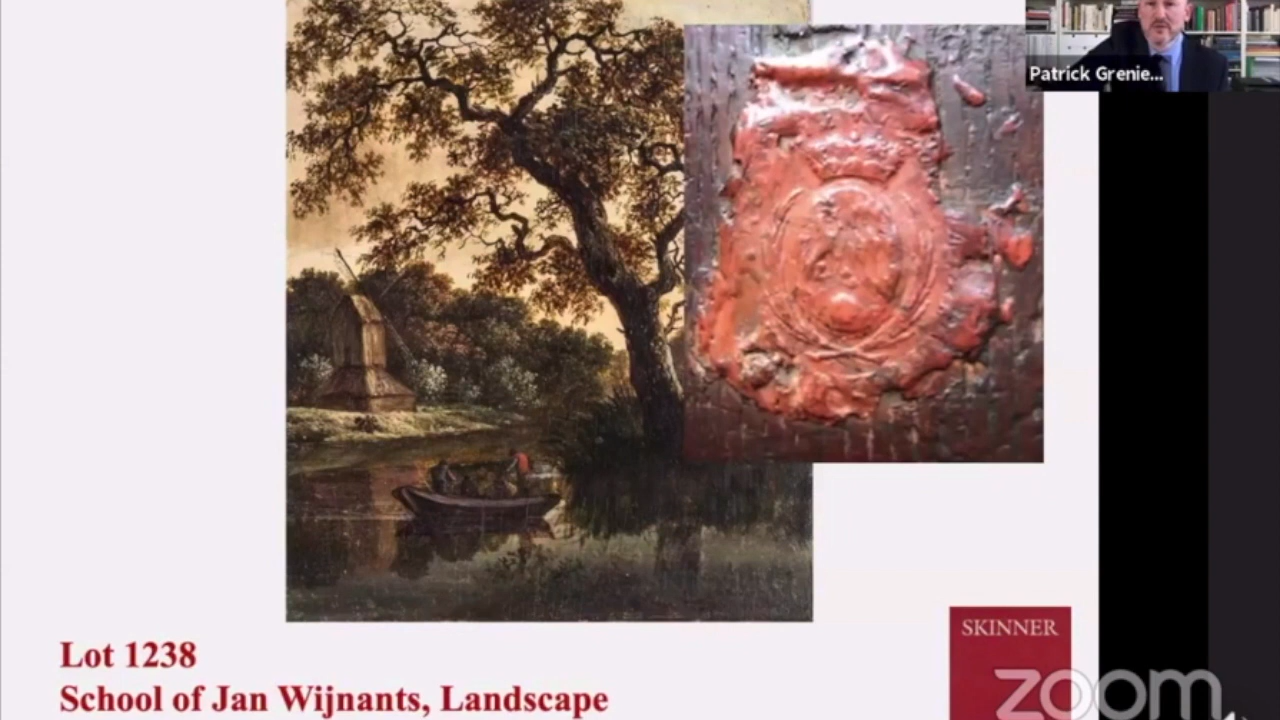 Patrick Grenie...
Lot 1238
School of Jan Wijnants, Landscape
SKINNER
zoom